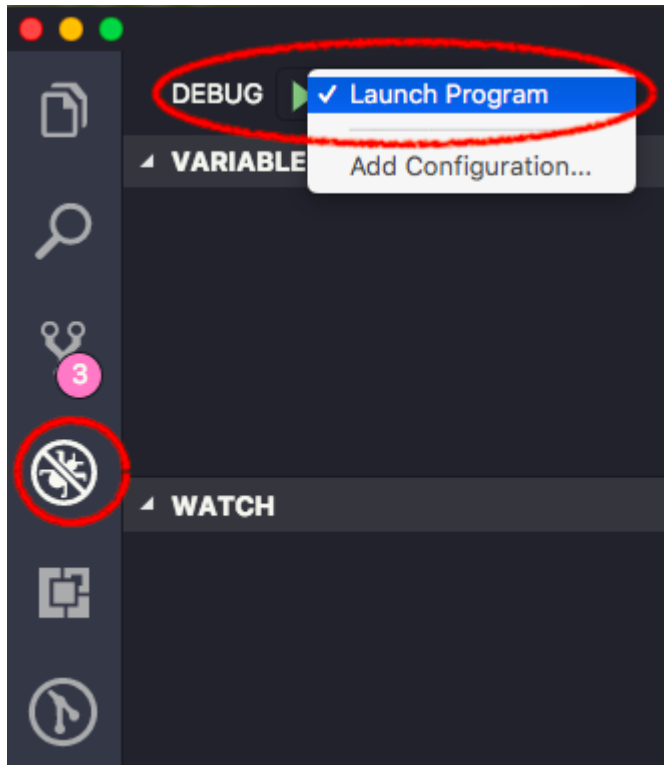 DEBUG Launch Program
VARIABLE
Add Configuration...
3
WATCH